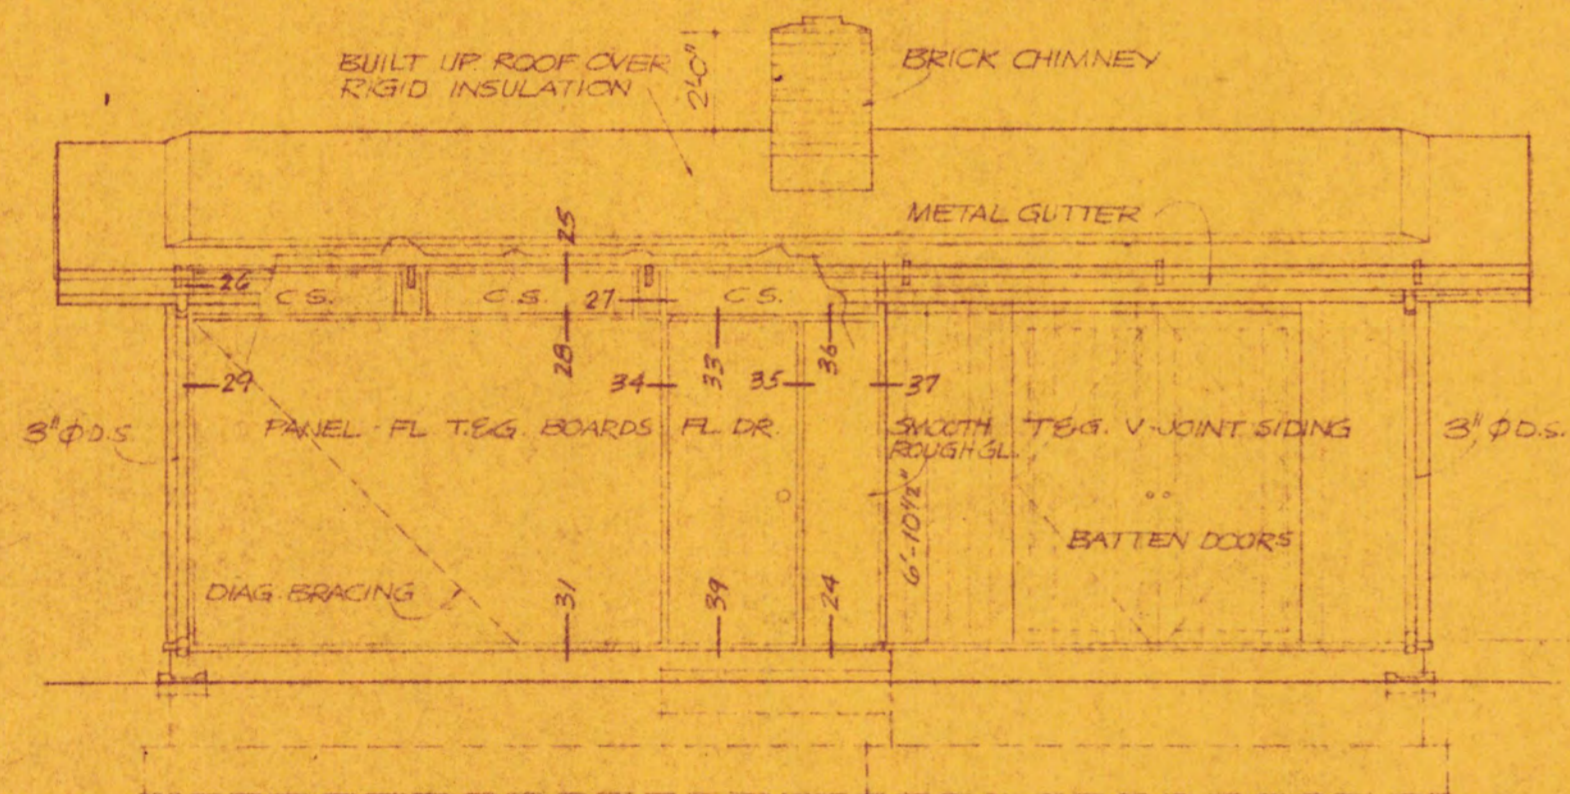 BUILT UP ROOF OVER
RIGID INSULATION
2'-0"
BRICK CHIMNEY
METAL GUTTER
25
26
C.S.
C.S.
27
C.S.
28
33
36
29
34
35
37
3" Φ D.S.
PANEL - FL T.&G. BOARDS
FL. DR.
SMOOTH
ROUGH GL.
T.&G. V-JOINT SIDING
3" Φ D.S.
6'-10 1/2"
BATTEN DOORS
DIAG. BRACING
31
39
24